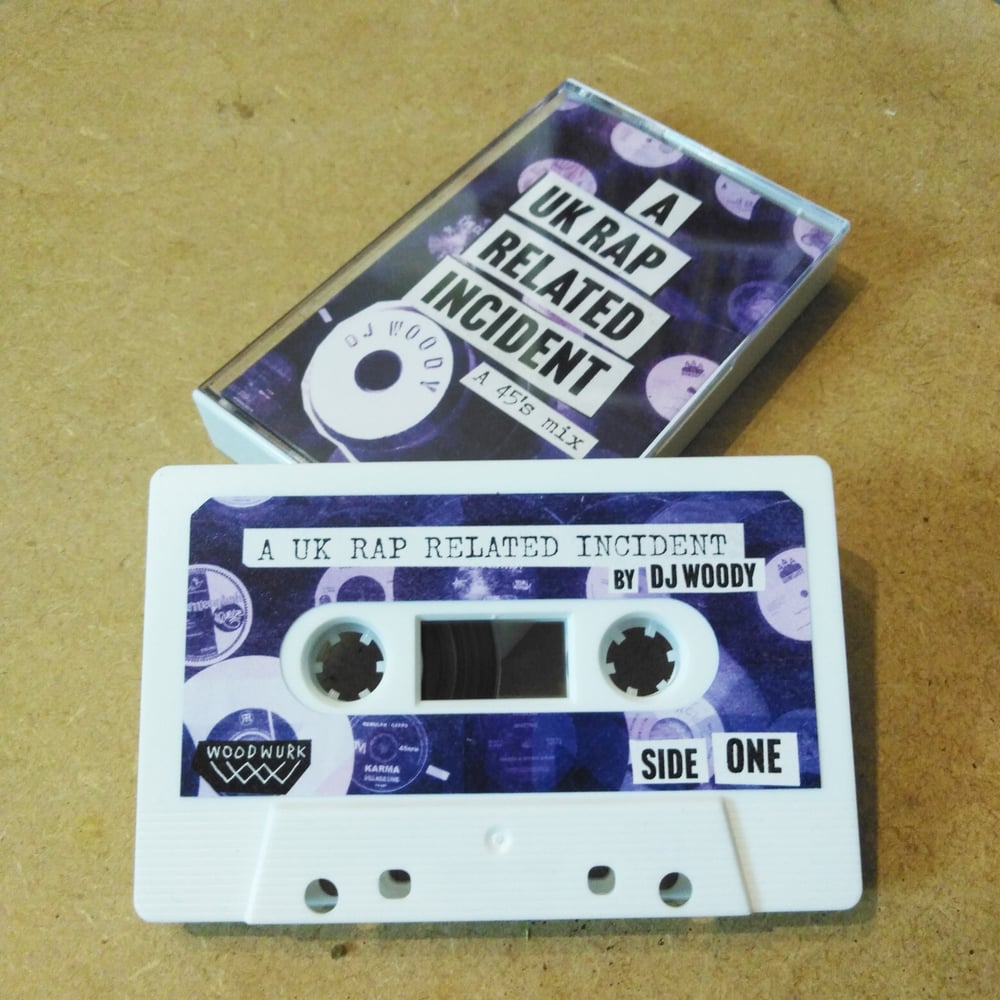 A
UK RAP
RELATED
INCIDENT
DJ WOODY
A 45's mix
A UK RAP RELATED INCIDENT
BY DJ WOODY
45RPM
KARMA
WOODWURK
SIDE ONE